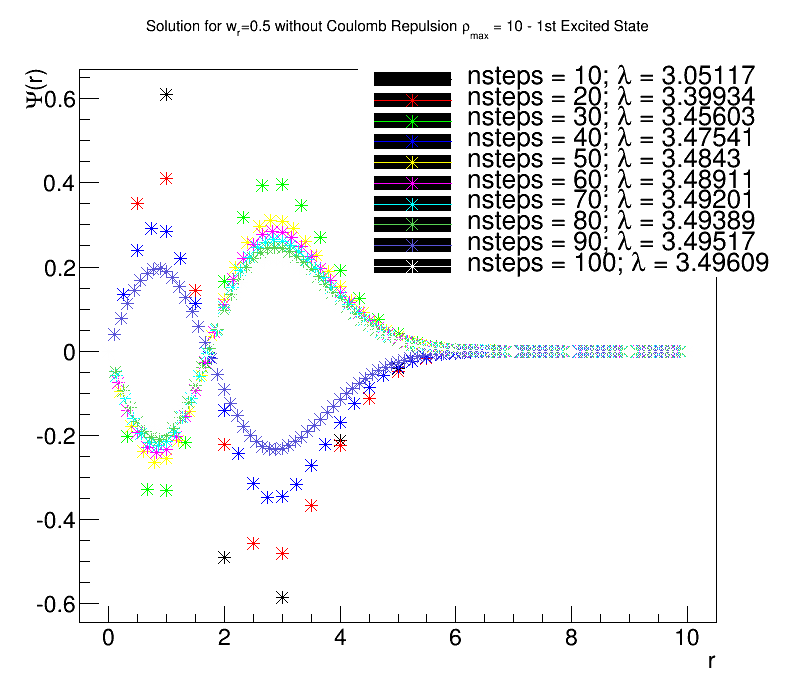 Solution for wr=0.5 without Coulomb Repulsion ρmax = 10 - 1st Excited State
Ψ(r)
nsteps = 10; λ = 3.05117
nsteps = 20; λ = 3.39934
nsteps = 30; λ = 3.45603
nsteps = 40; λ = 3.47541
nsteps = 50; λ = 3.4843
nsteps = 60; λ = 3.48911
nsteps = 70; λ = 3.49201
nsteps = 80; λ = 3.49389
nsteps = 90; λ = 3.49517
nsteps = 100; λ = 3.49609
0.6
0.4
0.2
0
-0.2
-0.4
-0.6
0 2 4 6 8 10
r